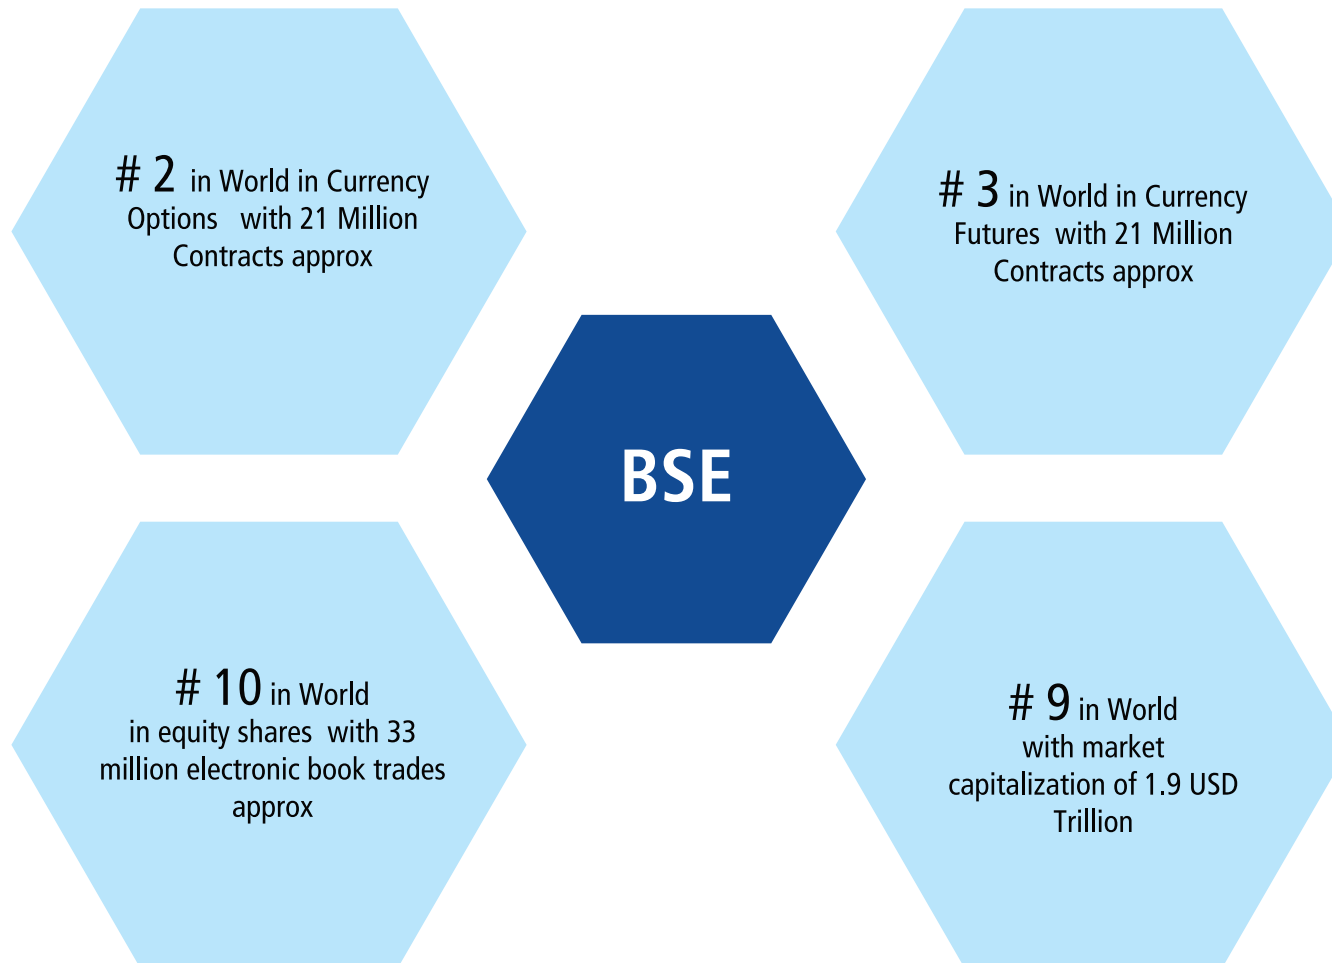 # 2 in World in Currency
Options with 21 Million
Contracts approx
# 3 in World in Currency
Futures with 21 Million
Contracts approx
BSE
# 10 in World
in equity shares with 33
million electronic book trades
approx
# 9 in World
with market
capitalization of 1.9 USD
Trillion